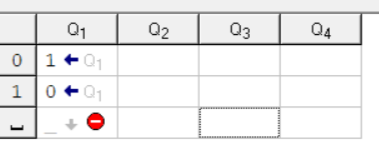 Q₁ Q₂ Q₃ Q₄
0 1 ← Q₁
1 0 ← Q₁
␣ _ ↓